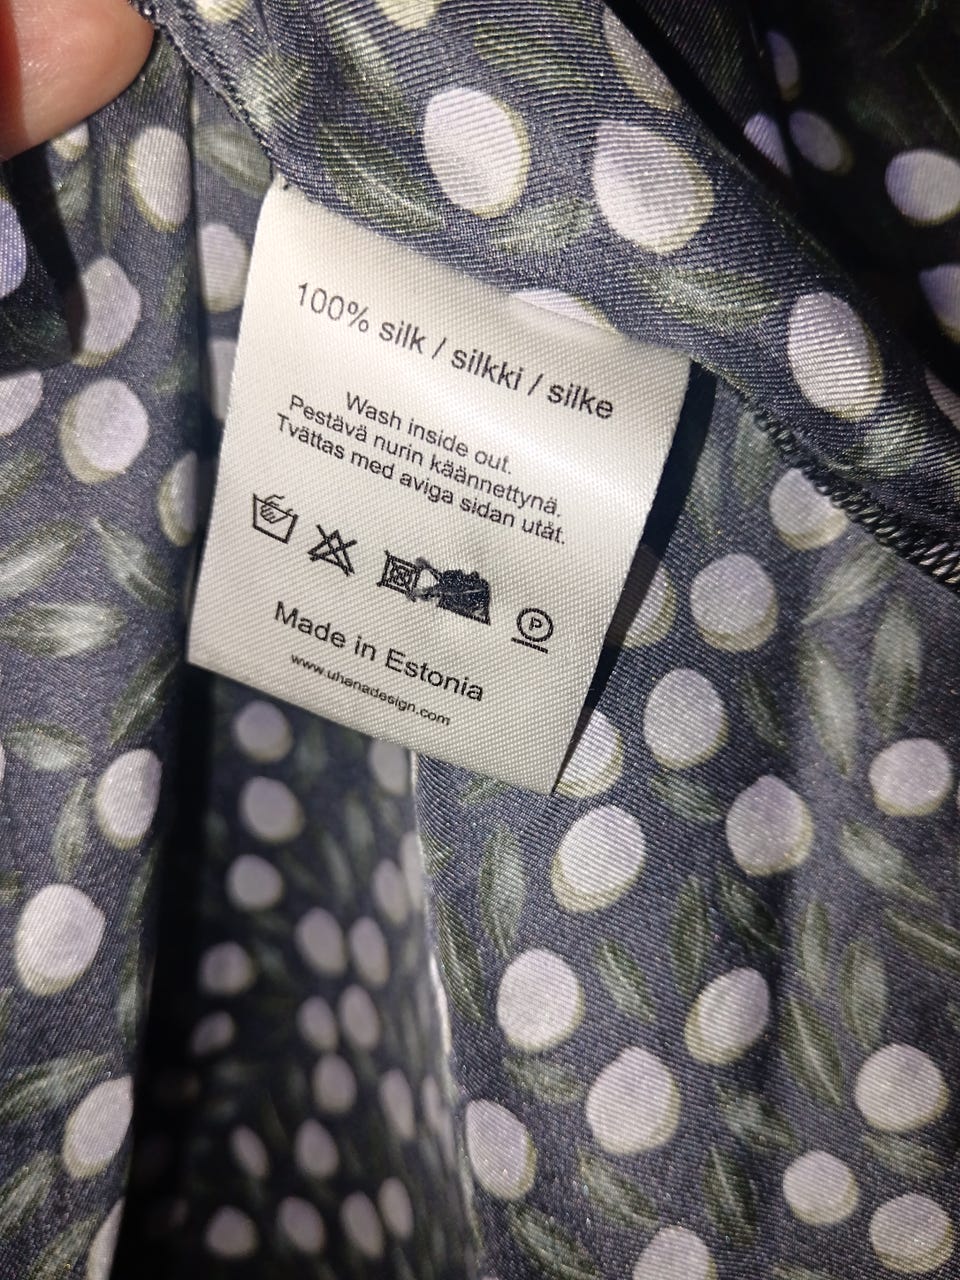 100% silk / silkki / silke
Wash inside out.
Pestävä nurin käännettynä.
Tvättas med aviga sidan utåt.
P
Made in Estonia
www.uhanadesign.com